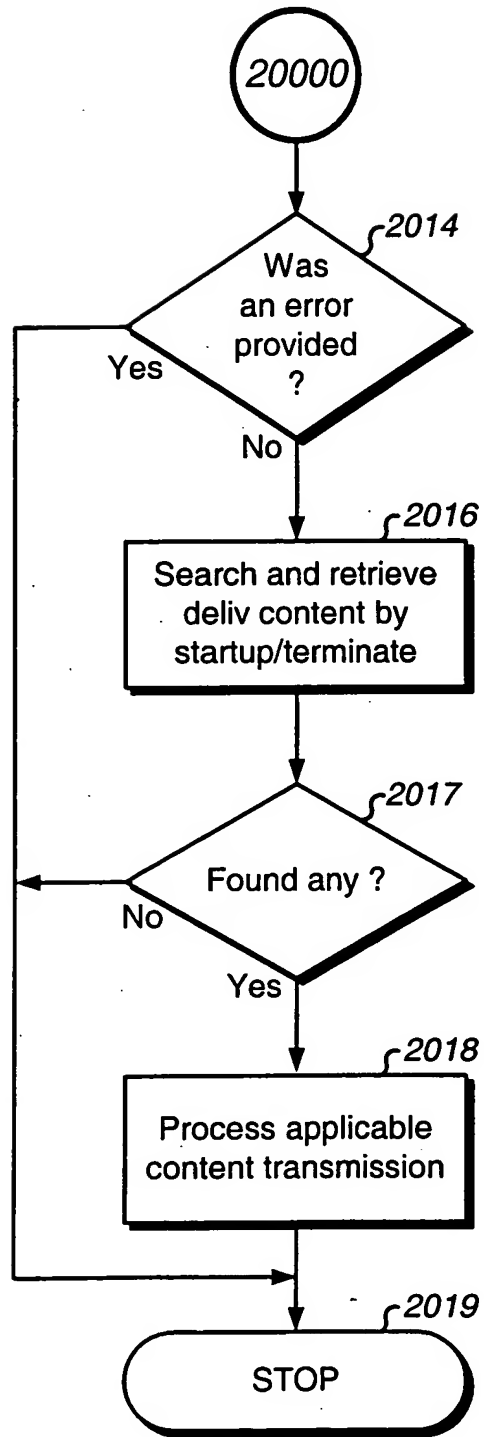 20000
2014
Was
an error
provided
?
Yes
No
2016
Search and retrieve
deliv content by
startup/terminate
2017
Found any ?
No
Yes
2018
Process applicable
content transmission
2019
STOP